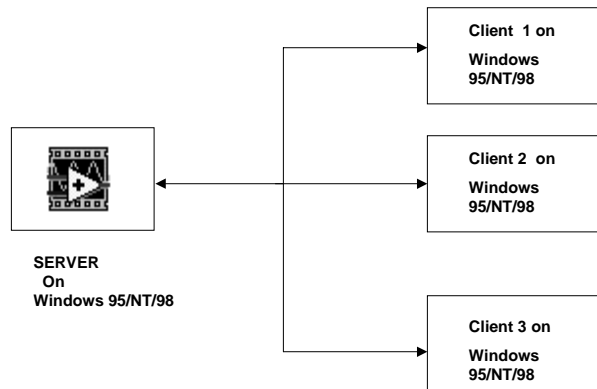 Client 1 on
Windows
95/NT/98
Client 2 on
Windows
95/NT/98
SERVER
On
Windows 95/NT/98
Client 3 on
Windows
95/NT/98